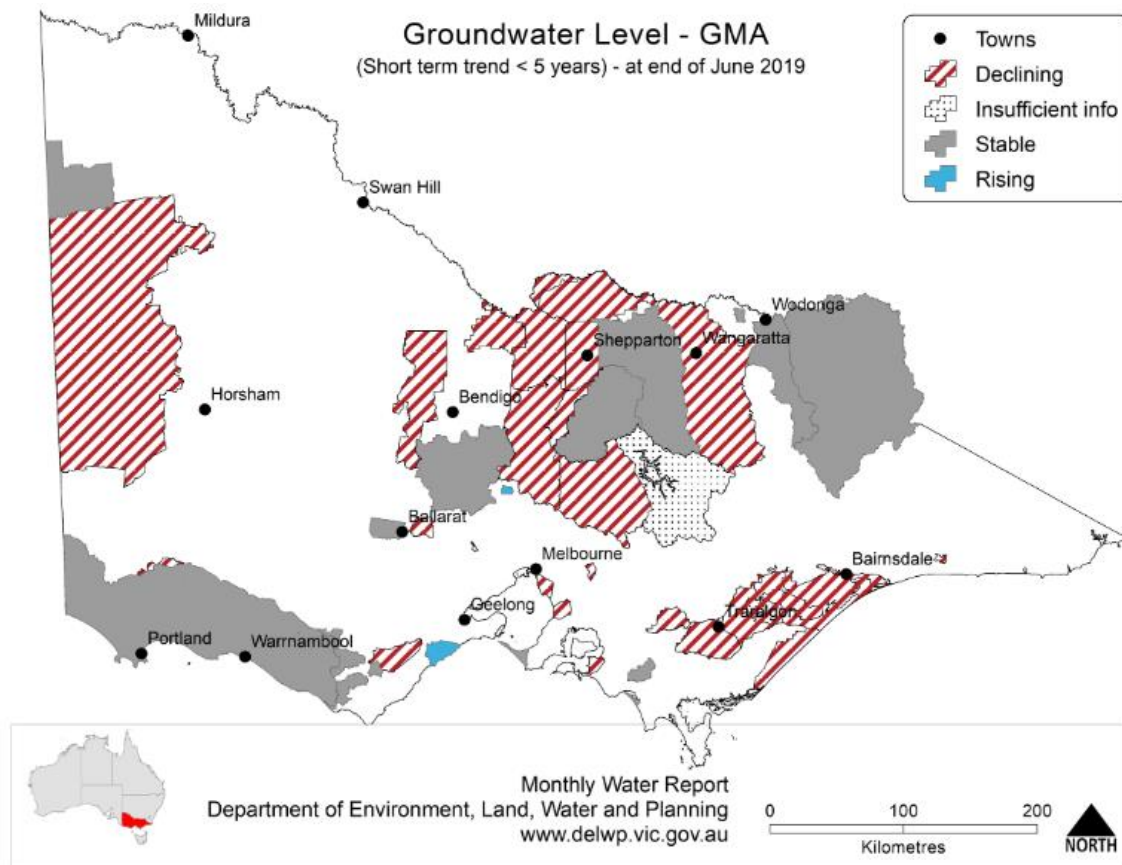 Groundwater Level - GMA
(Short term trend < 5 years) - at end of June 2019
Towns
Declining
Insufficient info
Stable
Rising
Mildura
Swan Hill
Wodonga
Shepparton
Wangaratta
Horsham
Bendigo
Ballarat
Melbourne
Bairnsdale
Geelong
Traralgon
Portland
Warrnambool
Monthly Water Report
Department of Environment, Land, Water and Planning
www.delwp.vic.gov.au
0 100 200
Kilometres
NORTH